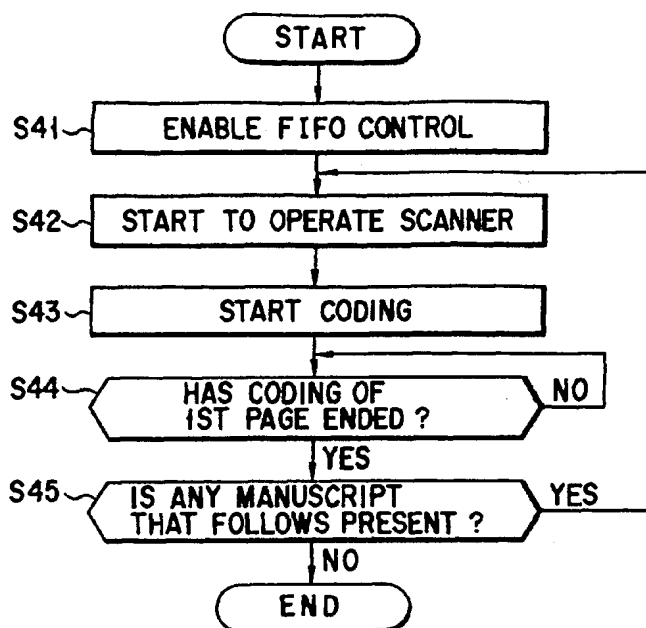 START
S41 ENABLE FIFO CONTROL
S42 START TO OPERATE SCANNER
S43 START CODING
S44 HAS CODING OF
1ST PAGE ENDED ? NO
YES
S45 IS ANY MANUSCRIPT
THAT FOLLOWS PRESENT ? YES
NO
END